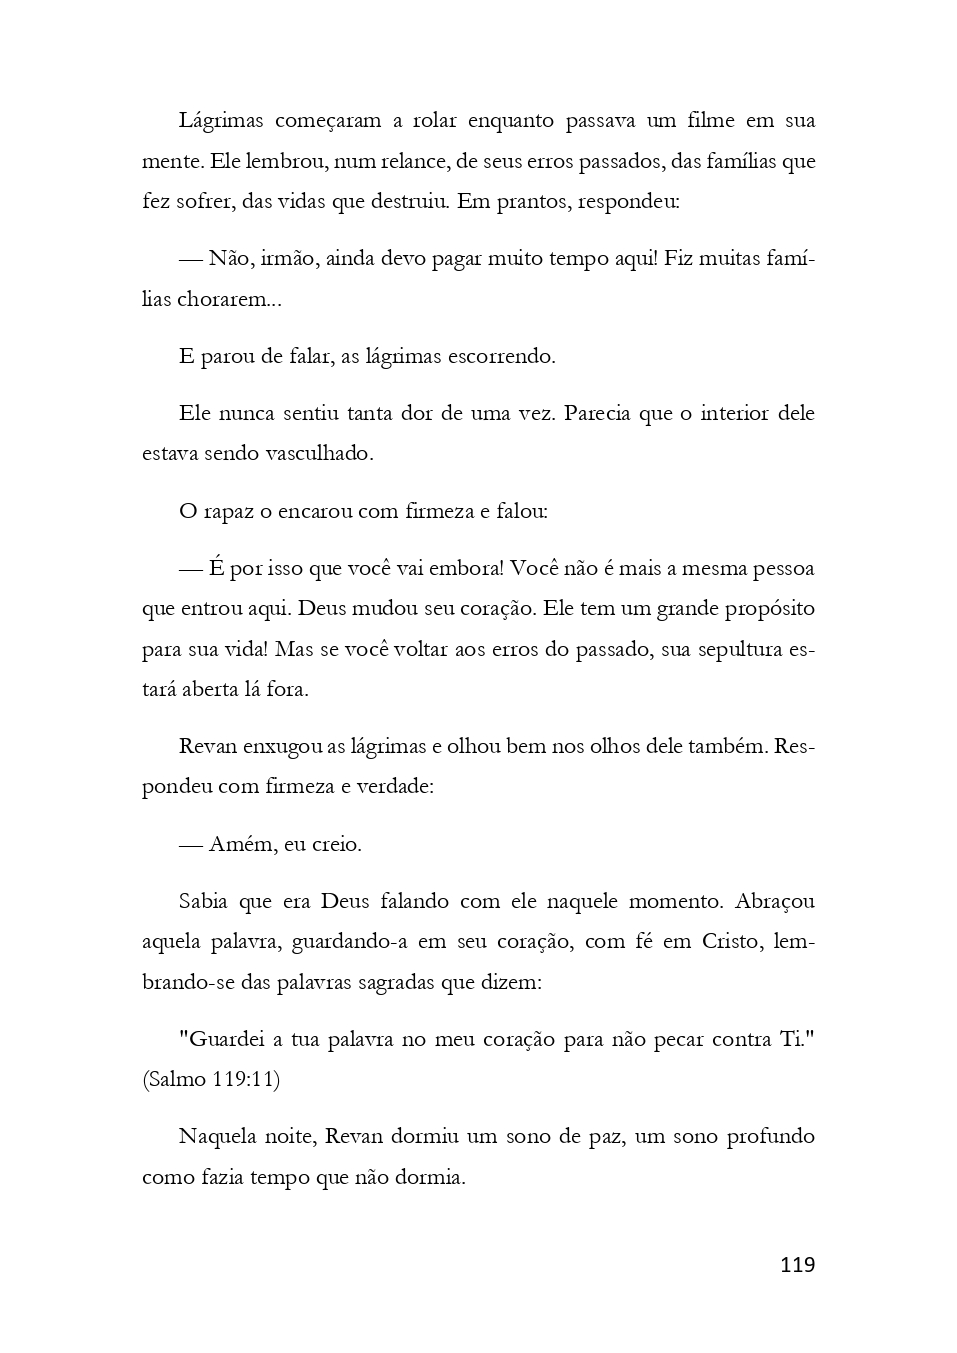 Lágrimas começaram a rolar enquanto passava um filme em sua
mente. Ele lembrou, num relance, de seus erros passados, das famílias que
fez sofrer, das vidas que destruiu. Em prantos, respondeu:
— Não, irmão, ainda devo pagar muito tempo aqui! Fiz muitas famí-
lias chorarem...
E parou de falar, as lágrimas escorrendo.
Ele nunca sentiu tanta dor de uma vez. Parecia que o interior dele
estava sendo vasculhado.
O rapaz o encarou com firmeza e falou:
— É por isso que você vai embora! Você não é mais a mesma pessoa
que entrou aqui. Deus mudou seu coração. Ele tem um grande propósito
para sua vida! Mas se você voltar aos erros do passado, sua sepultura es-
tará aberta lá fora.
Revan enxugou as lágrimas e olhou bem nos olhos dele também. Res-
pondeu com firmeza e verdade:
— Amém, eu creio.
Sabia que era Deus falando com ele naquele momento. Abraçou
aquela palavra, guardando-a em seu coração, com fé em Cristo, lem-
brando-se das palavras sagradas que dizem:
"Guardei a tua palavra no meu coração para não pecar contra Ti."
(Salmo 119:11)
Naquela noite, Revan dormiu um sono de paz, um sono profundo
como fazia tempo que não dormia.
119